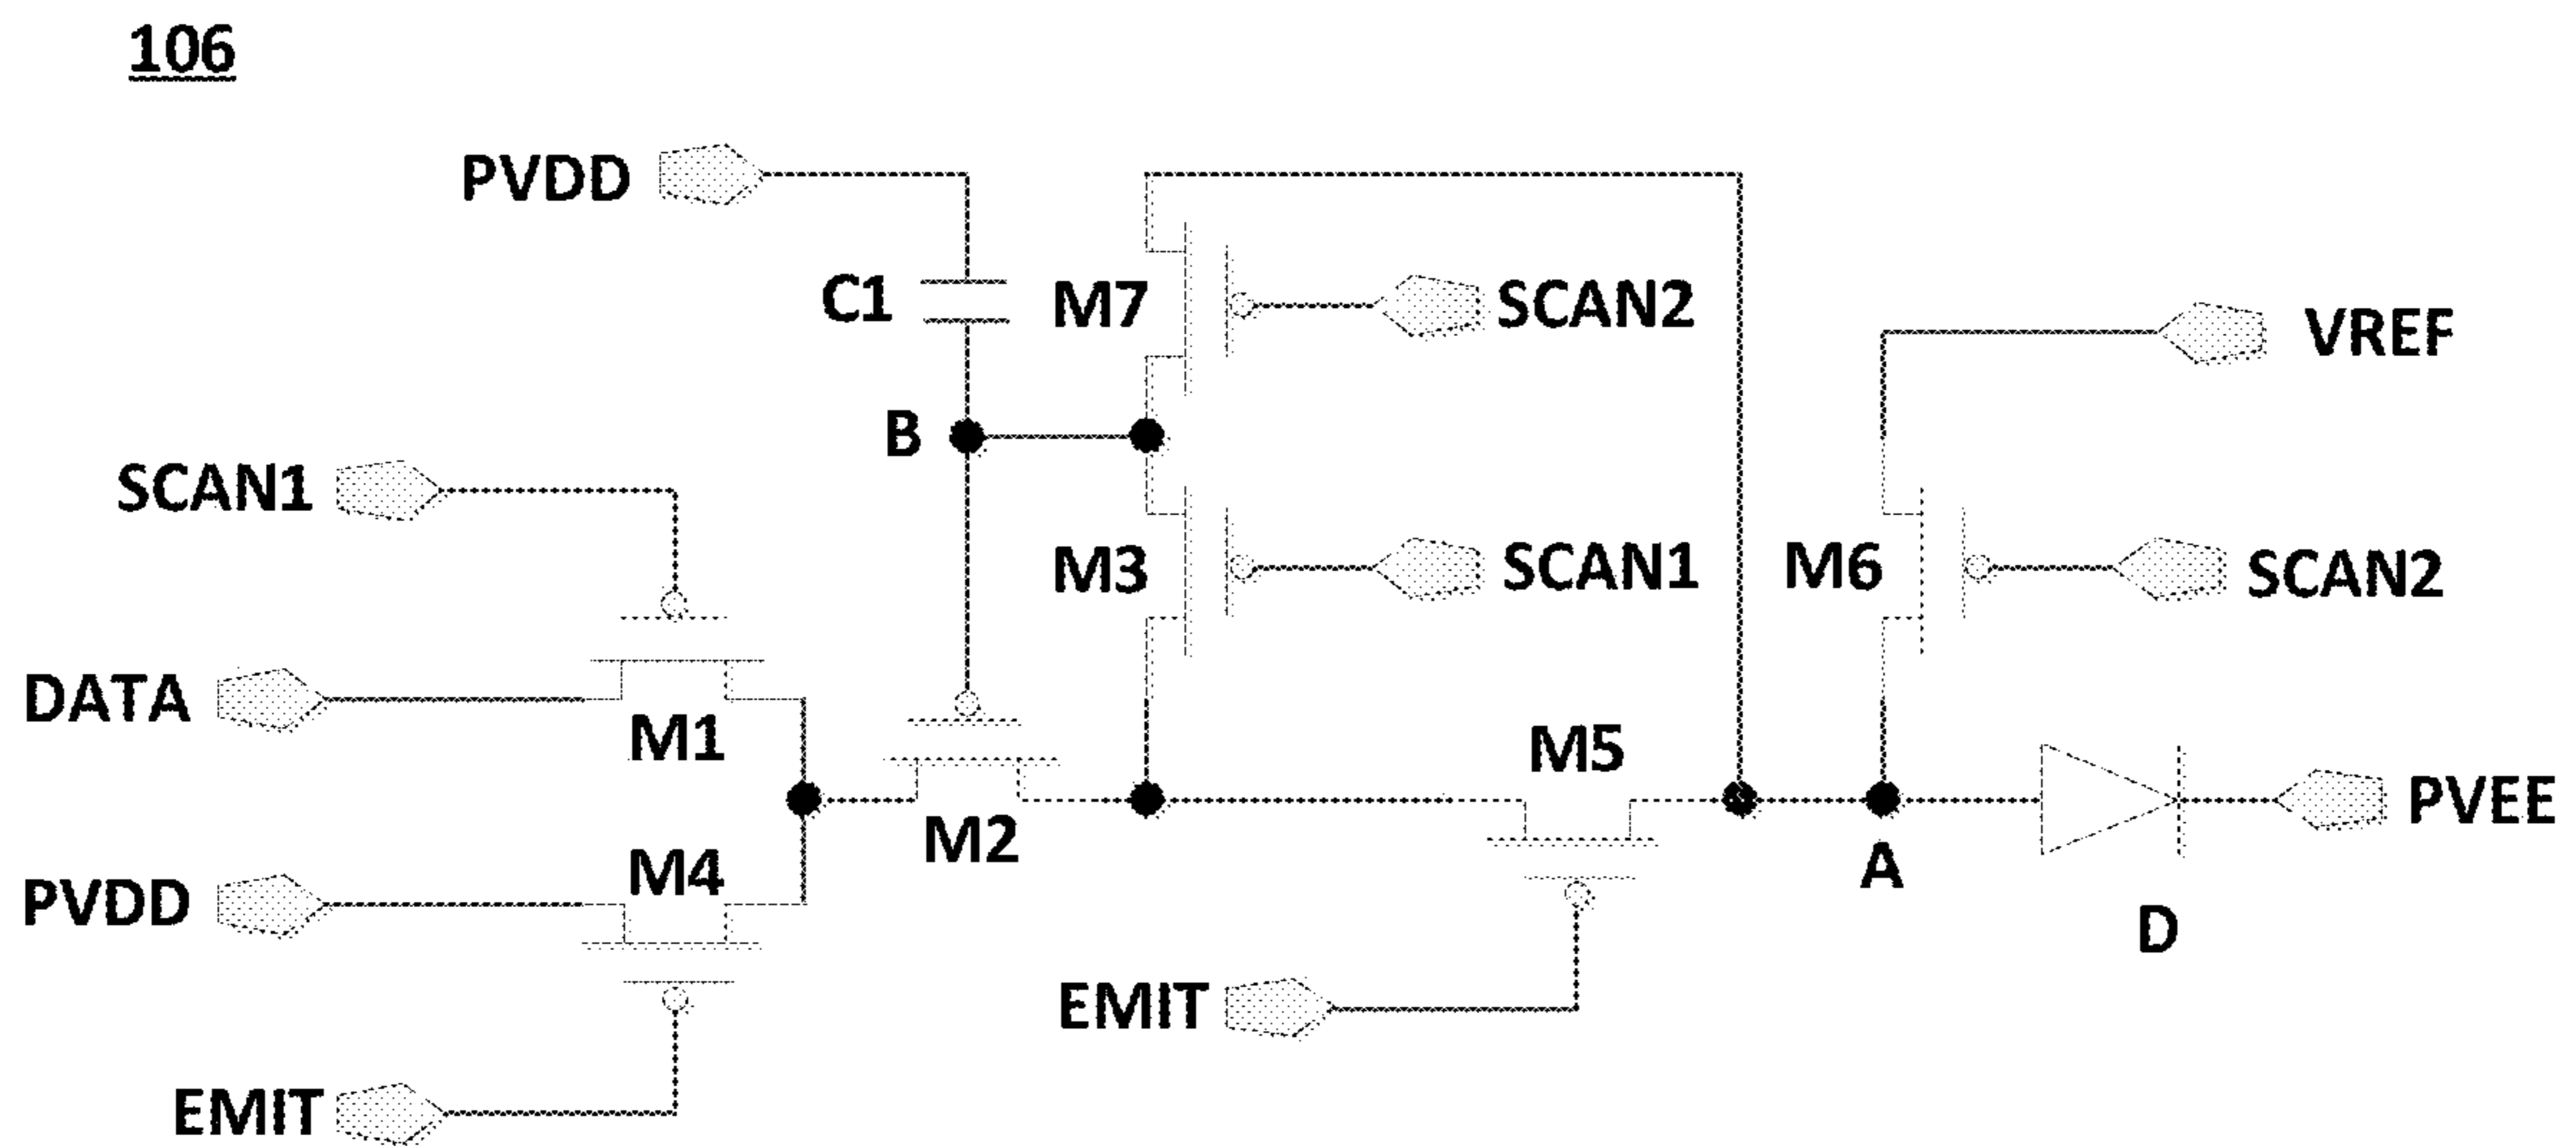 106
PVDD
C1
M7
SCAN2
VREF
B
SCAN1
M3
SCAN1
M6
SCAN2
DATA
M1
M5
M2
PVEE
M4
A
PVDD
D
EMIT
EMIT